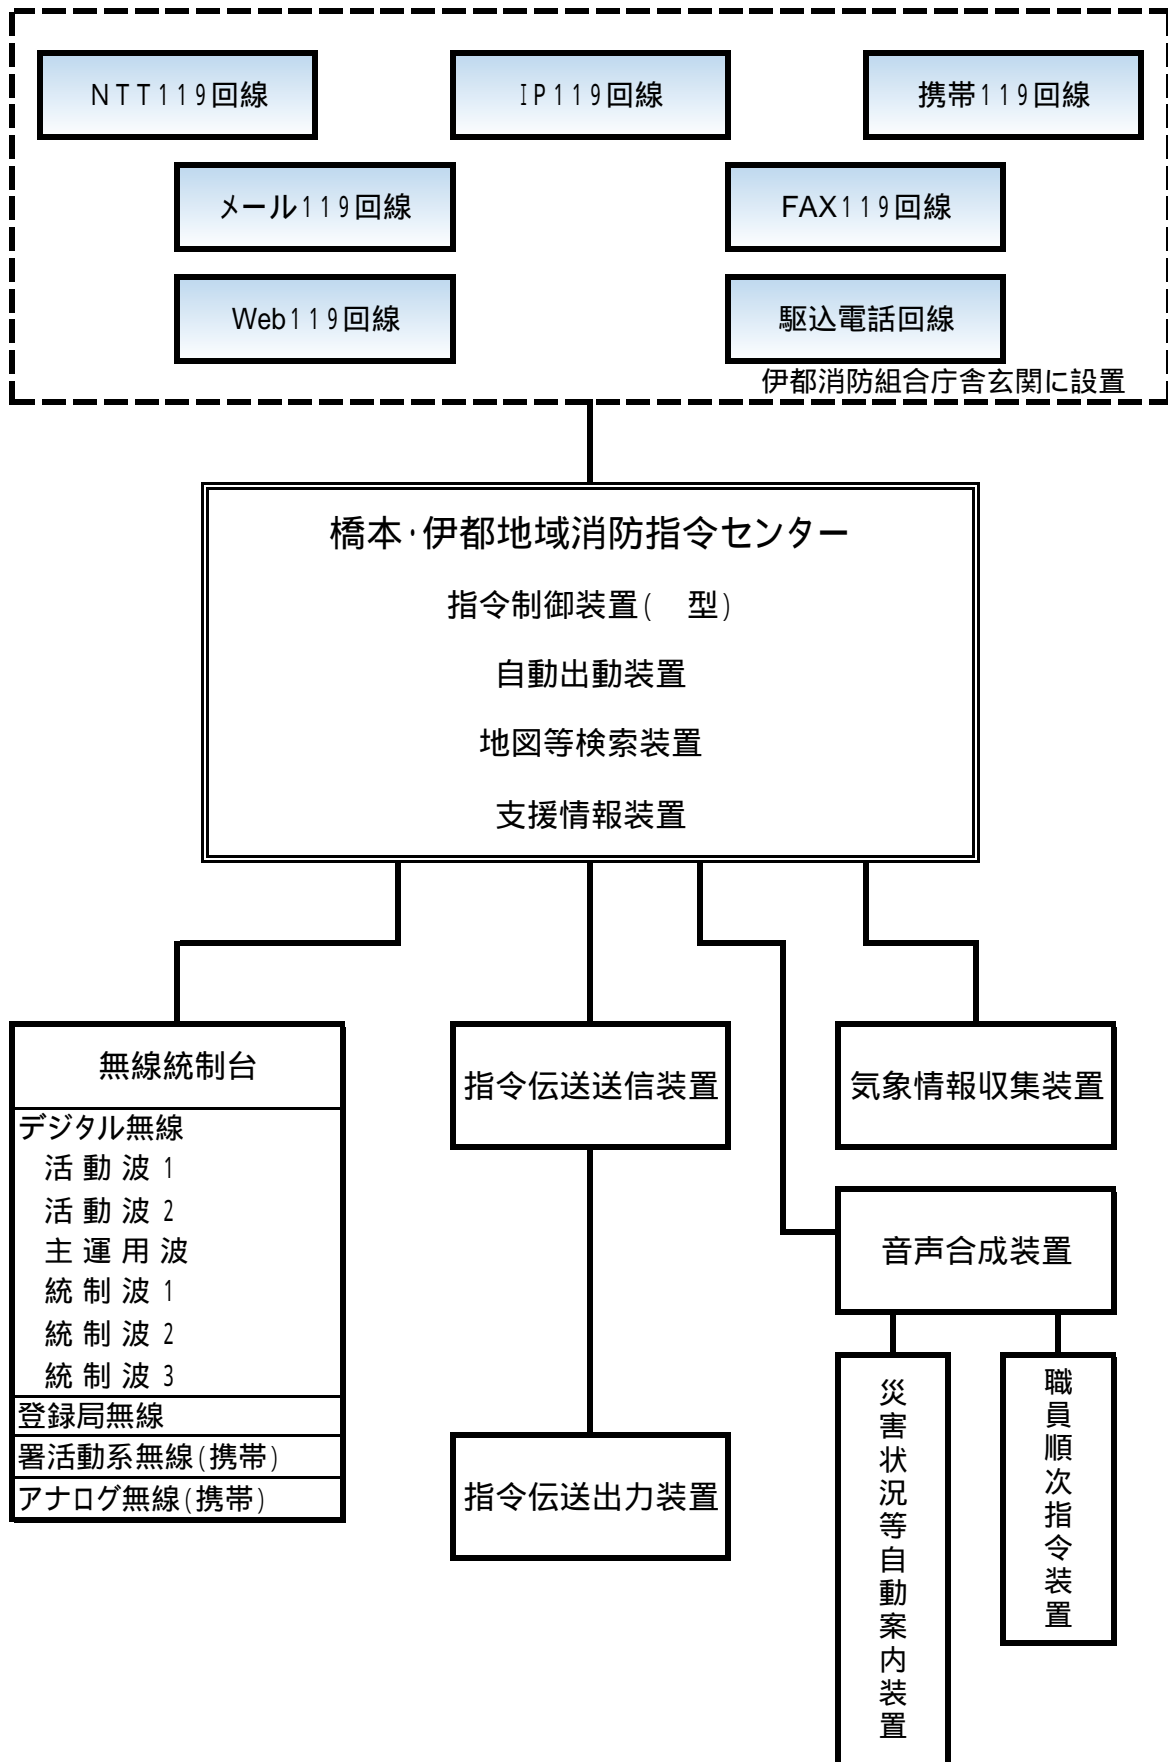 NTT119回線
IP119回線
携帯119回線
メール119回線
FAX119回線
Web119回線
駆込電話回線
伊都消防組合庁舎玄関に設置
橋本・伊都地域消防指令センター
指令制御装置(　型)
自動出動装置
地図等検索装置
支援情報装置
無線統制台
デジタル無線
活動波1
活動波2
主運用波
統制波1
統制波2
統制波3
登録局無線
署活動系無線(携帯)
アナログ無線(携帯)
指令伝送送信装置
指令伝送出力装置
気象情報収集装置
音声合成装置
災害状況等自動案内装置
職員順次指令装置